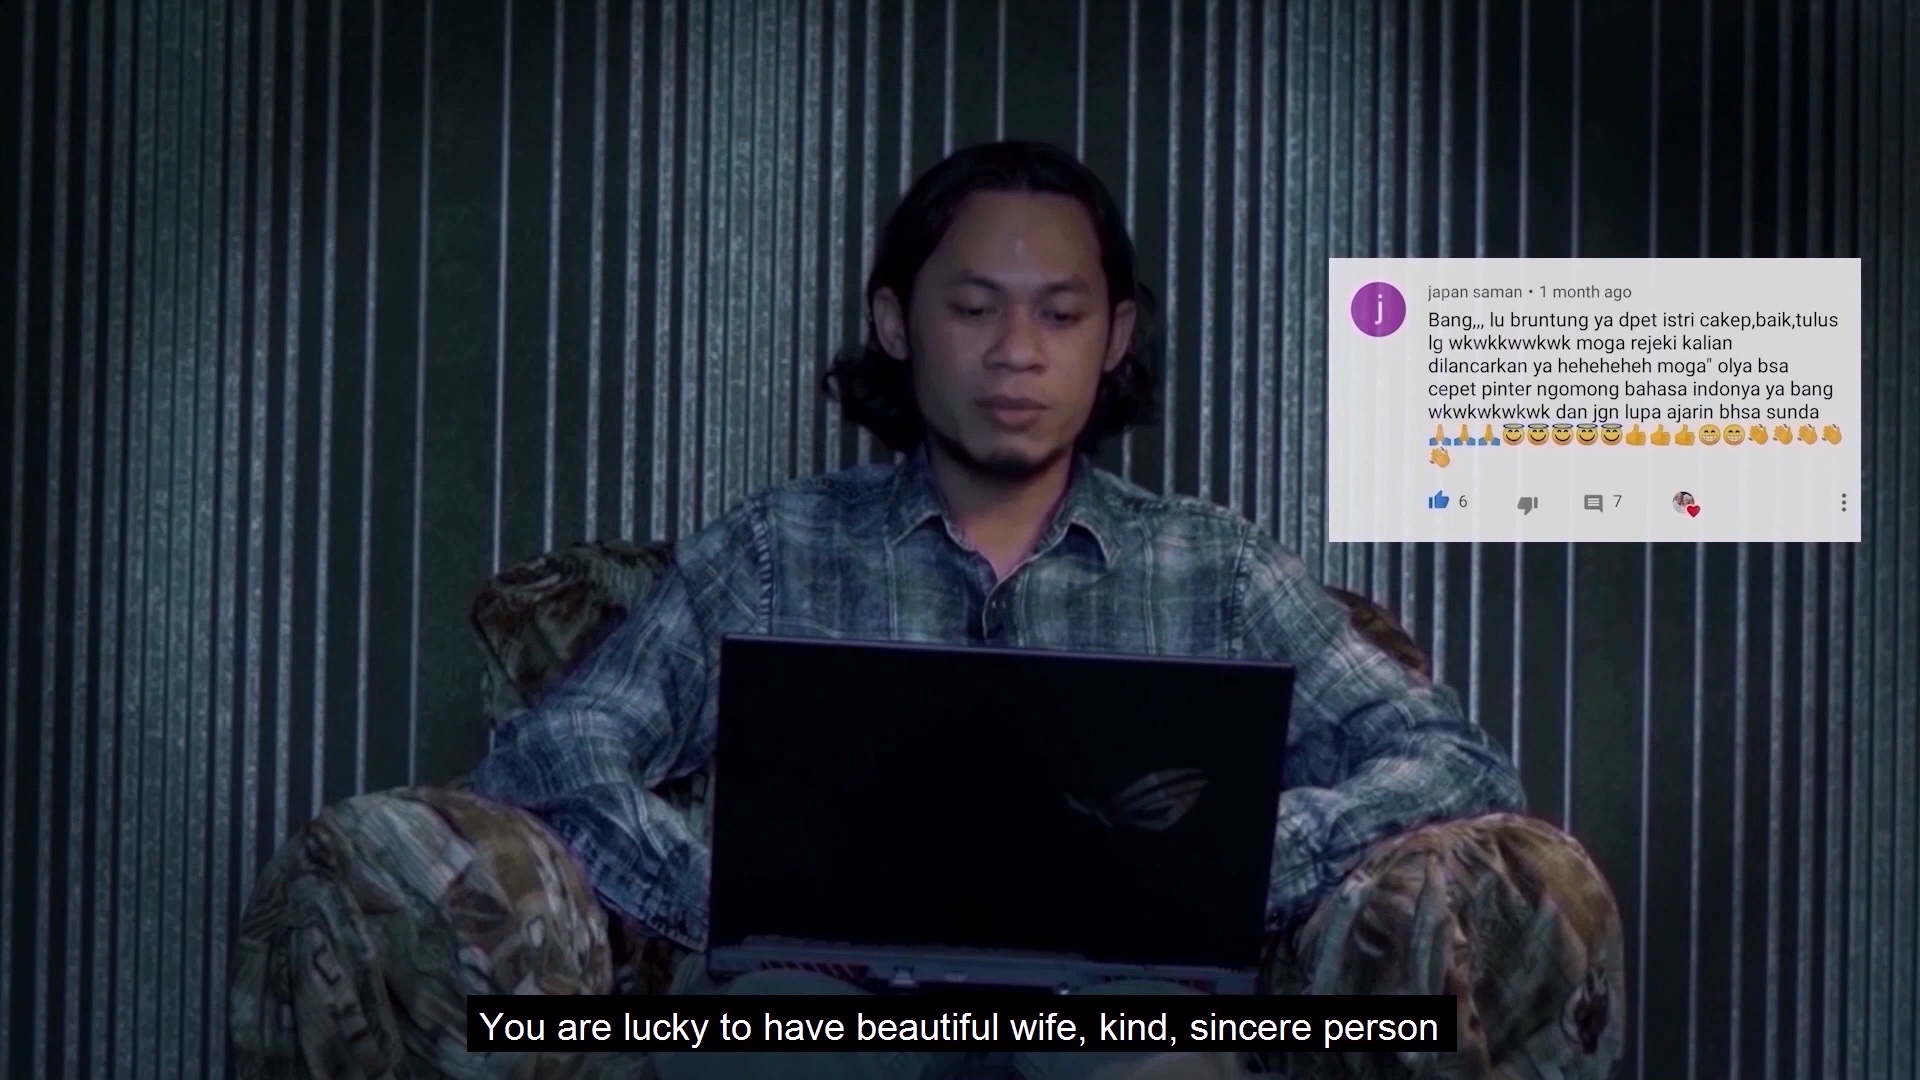 japan saman • 1 month ago
j
Bang,,, lu bruntung ya dpet istri cakep,baik,tulus
lg wkwkkwwkwk moga rejeki kalian
dilancarkan ya heheheheh moga" olya bsa
cepet pinter ngomong bahasa indonya ya bang
wkwkwkwkwk dan jgn lupa ajarin bhsa sunda
🙏🙏🙏😇😇😇😇😇👍👍👍😁😁👏👏👏👏
👏
6
7
You are lucky to have beautiful wife, kind, sincere person